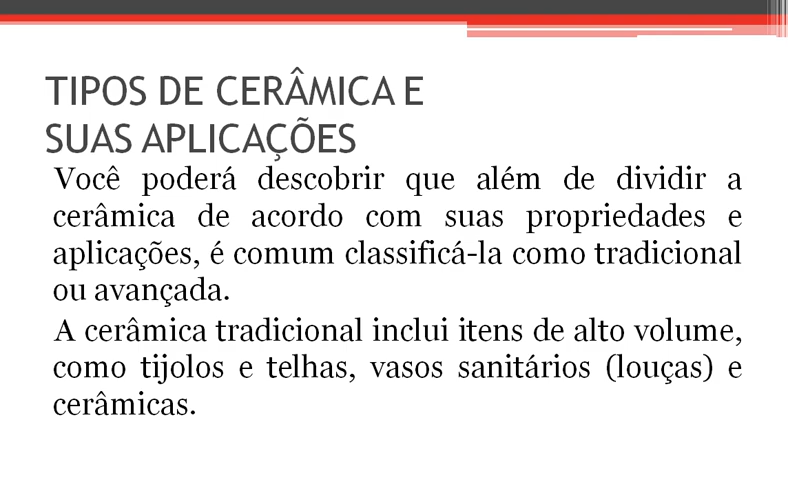 TIPOS DE CERÂMICA E
SUAS APLICAÇÕES
Você poderá descobrir que além de dividir a
cerâmica de acordo com suas propriedades e
aplicações, é comum classificá-la como tradicional
ou avançada.
A cerâmica tradicional inclui itens de alto volume,
como tijolos e telhas, vasos sanitários (louças) e
cerâmicas.